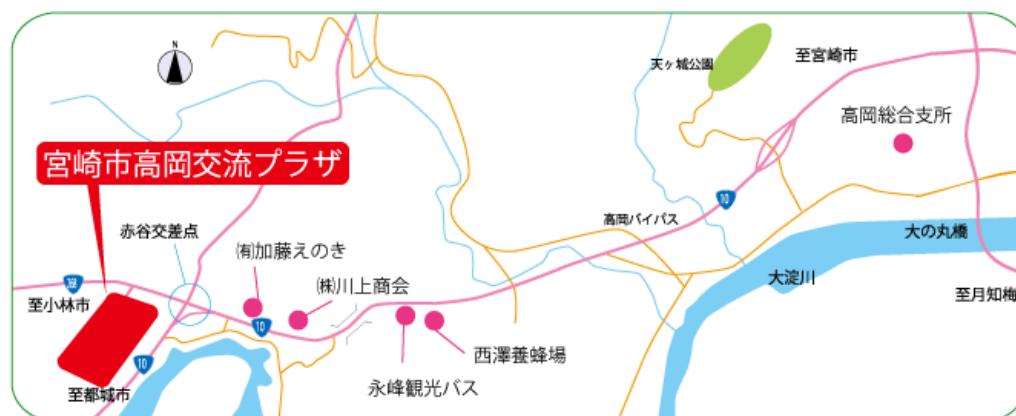 N
天ヶ城公園
至宮崎市
高岡総合支所
宮崎市高岡交流プラザ
10
高岡バイパス
赤谷交差点
大の丸橋
㈲加藤えのき
大淀川
㈱川上商会
至小林市
至月知梅
10
西澤養蜂場
10
永峰観光バス
至都城市